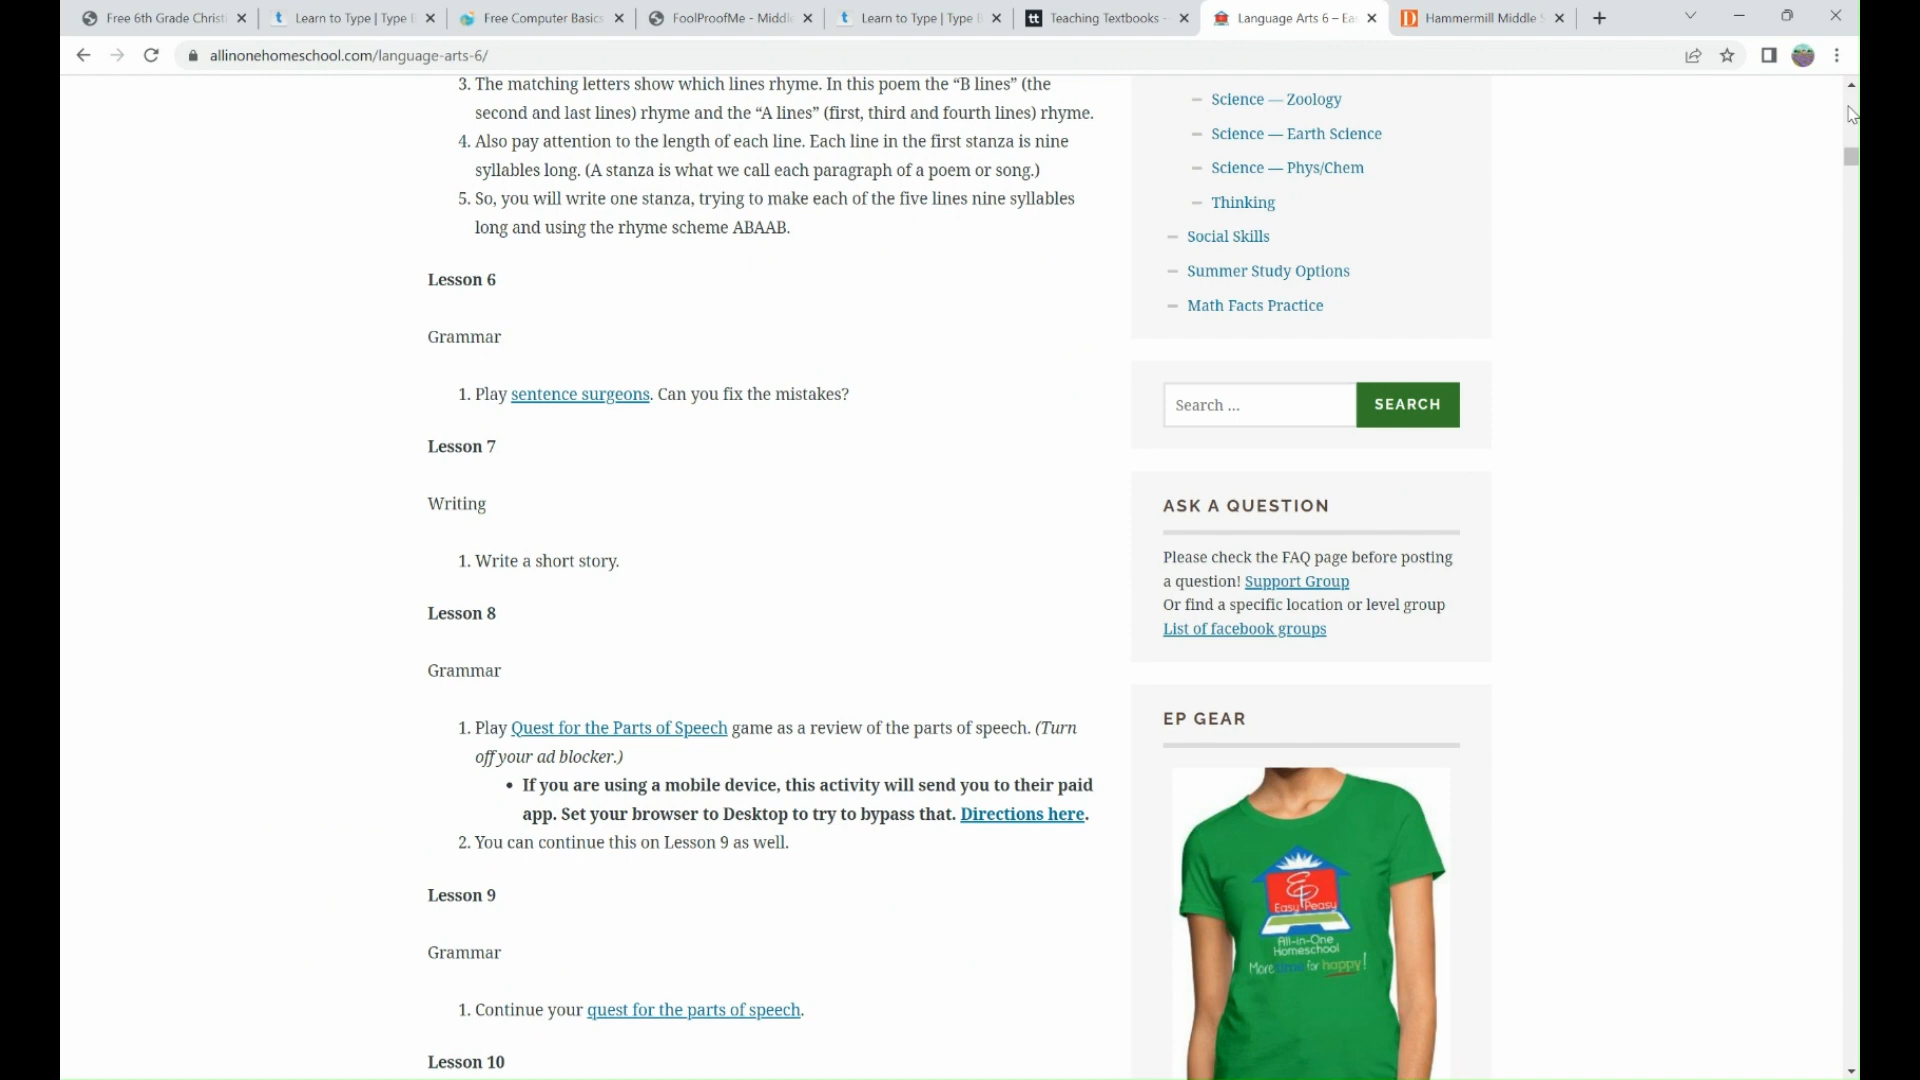 Free 6th Grade Christi
Learn to Type | Type
Free Computer Basics
FoolProofMe - Middl
Learn to Type | Type
tt
Teaching Textbooks -
Language Arts 6 – Ea
Hammermill Middle S
allinonehomeschool.com/language-arts-6/
3. The matching letters show which lines rhyme. In this poem the “B lines” (the
second and last lines) rhyme and the “A lines” (first, third and fourth lines) rhyme.
4. Also pay attention to the length of each line. Each line in the first stanza is nine
syllables long. (A stanza is what we call each paragraph of a poem or song.)
5. So, you will write one stanza, trying to make each of the five lines nine syllables
long and using the rhyme scheme ABAAB.
Lesson 6
Grammar
1. Play sentence surgeons. Can you fix the mistakes?
Lesson 7
Writing
1. Write a short story.
Lesson 8
Grammar
1. Play Quest for the Parts of Speech game as a review of the parts of speech. (Turn
off your ad blocker.)
• If you are using a mobile device, this activity will send you to their paid
app. Set your browser to Desktop to try to bypass that. Directions here.
2. You can continue this on Lesson 9 as well.
Lesson 9
Grammar
1. Continue your quest for the parts of speech.
Lesson 10
– Science — Zoology
– Science — Earth Science
– Science — Phys/Chem
– Thinking
– Social Skills
– Summer Study Options
– Math Facts Practice
Search ...
SEARCH
ASK A QUESTION
Please check the FAQ page before posting
a question! Support Group
Or find a specific location or level group
List of facebook groups
EP GEAR
EP
Easy Peasy
All-in-One
Homeschool
More time for happy!